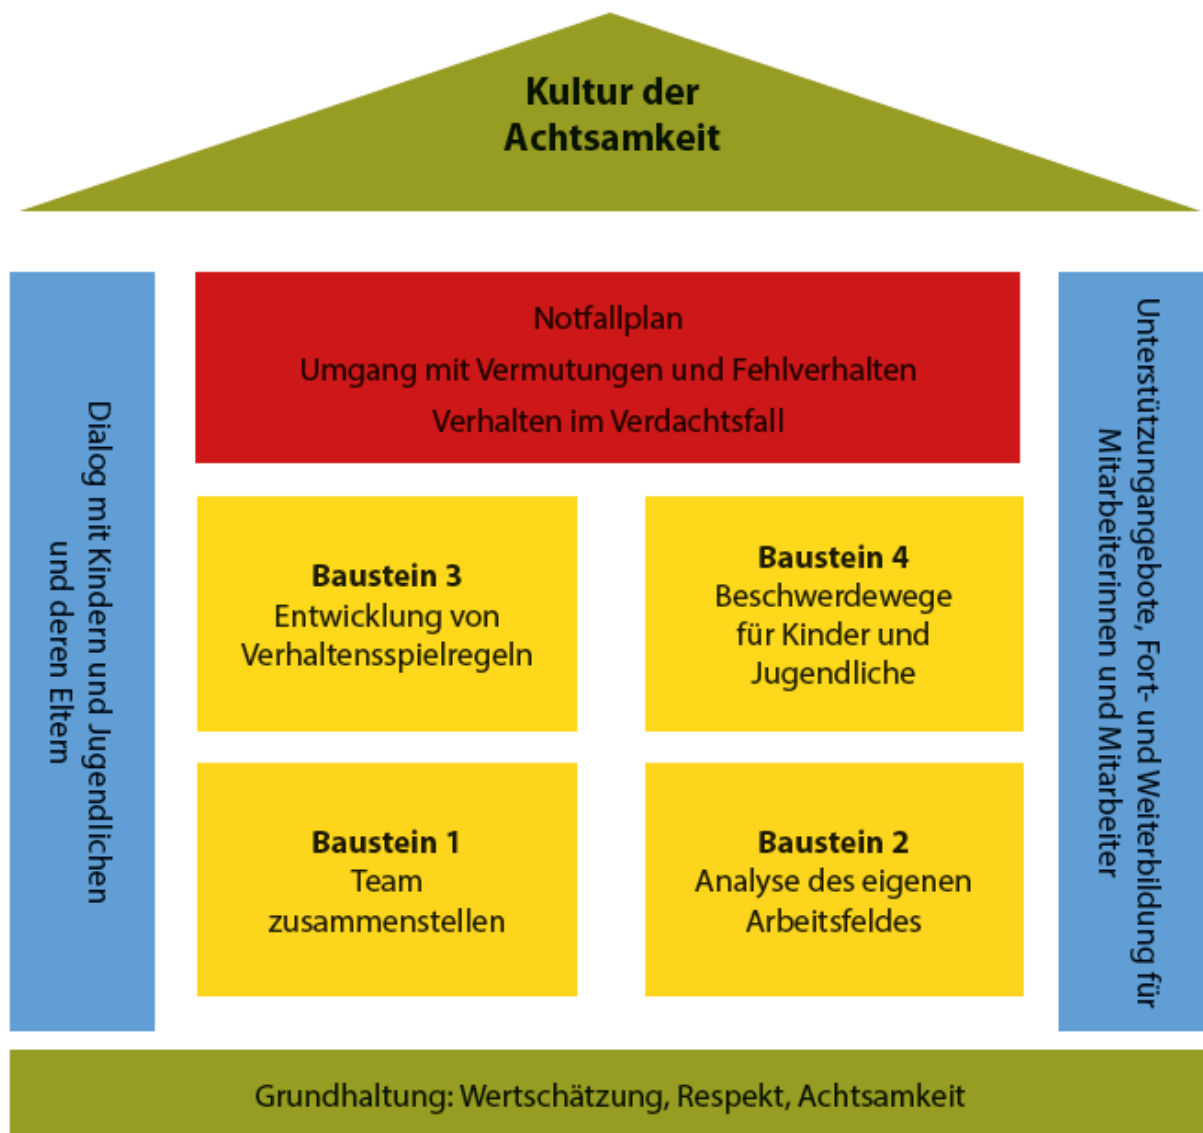 Kultur der
Achtsamkeit
Dialog mit Kindern und Jugendlichen
und deren Eltern
Notfallplan
Umgang mit Vermutungen und Fehlverhalten
Verhalten im Verdachtsfall
Baustein 3
Entwicklung von
Verhaltensspielregeln
Baustein 4
Beschwerdewege
für Kinder und
Jugendliche
Baustein 1
Team
zusammenstellen
Baustein 2
Analyse des eigenen
Arbeitsfeldes
Unterstützungangebote, Fort- und Weiterbildung für
Mitarbeiterinnen und Mitarbeiter
Grundhaltung: Wertschätzung, Respekt, Achtsamkeit